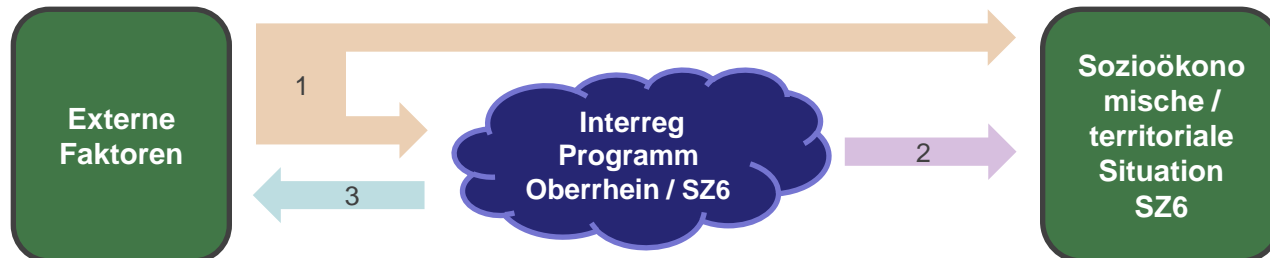 Externe
Faktoren
1
3
Interreg
Programm
Oberrhein / SZ6
2
Sozioökono
mische /
territoriale
Situation
SZ6